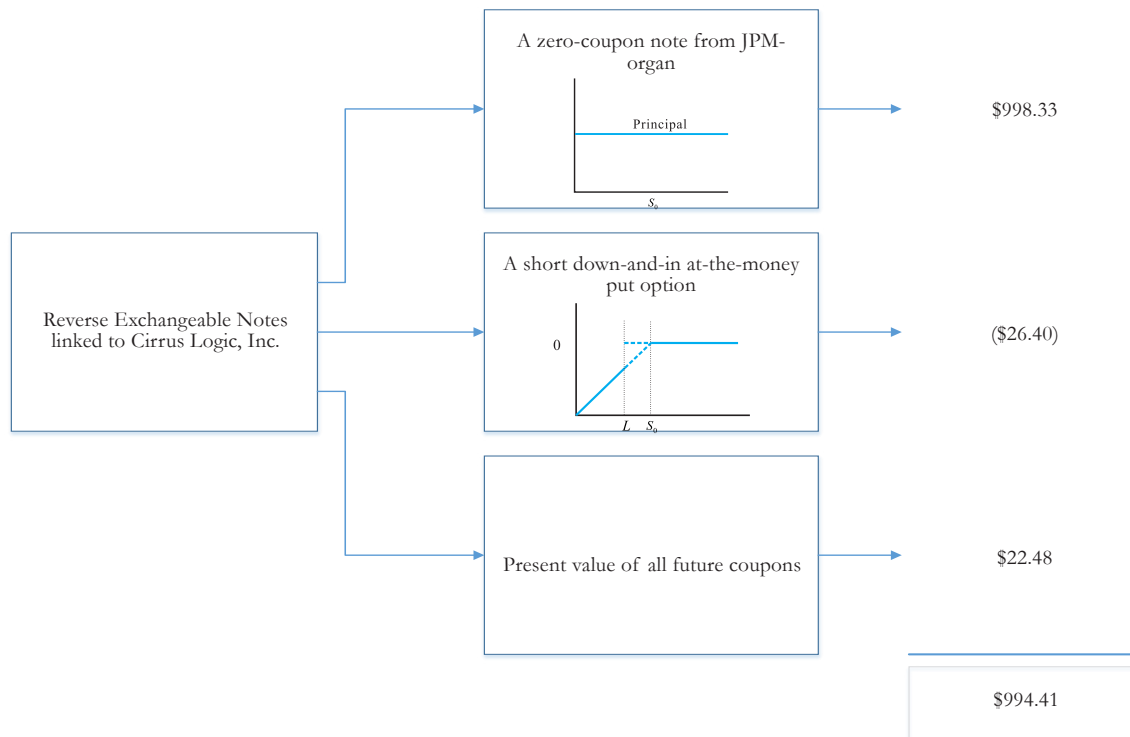 A zero-coupon note from JPM-
organ
Principal
S₀
$998.33
Reverse Exchangeable Notes
linked to Cirrus Logic, Inc.
A short down-and-in at-the-money
put option
0
L S₀
($26.40)
Present value of all future coupons
$22.48
$994.41